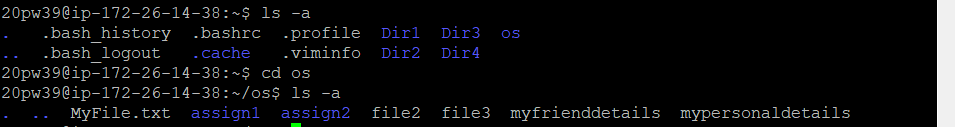 20pw39@ip-172-26-14-38:~$ ls -a
.   .bash_history  .bashrc  .profile  Dir1  Dir3  os
..  .bash_logout   .cache   .viminfo  Dir2  Dir4
20pw39@ip-172-26-14-38:~$ cd os
20pw39@ip-172-26-14-38:~/os$ ls -a
.  ..  MyFile.txt  assign1  assign2  file2  file3  myfrienddetails  mypersonaldetails